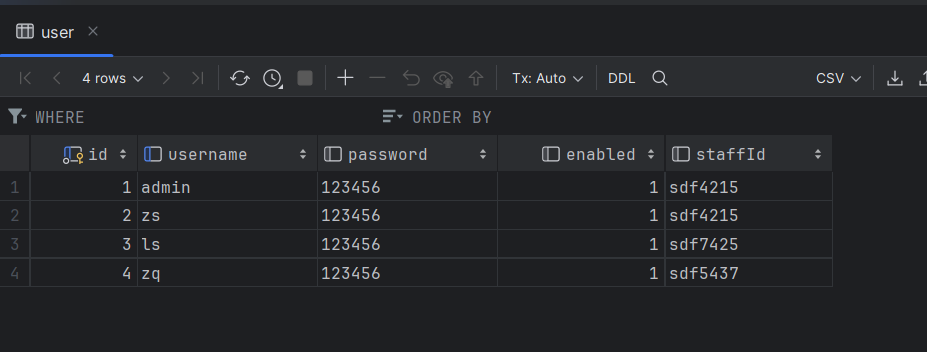 user
4 rows Tx: Auto DDL CSV
WHERE ORDER BY
id username password enabled staffId
1 1 admin 123456 1 sdf4215
2 2 zs 123456 1 sdf4215
3 3 ls 123456 1 sdf7425
4 4 zq 123456 1 sdf5437